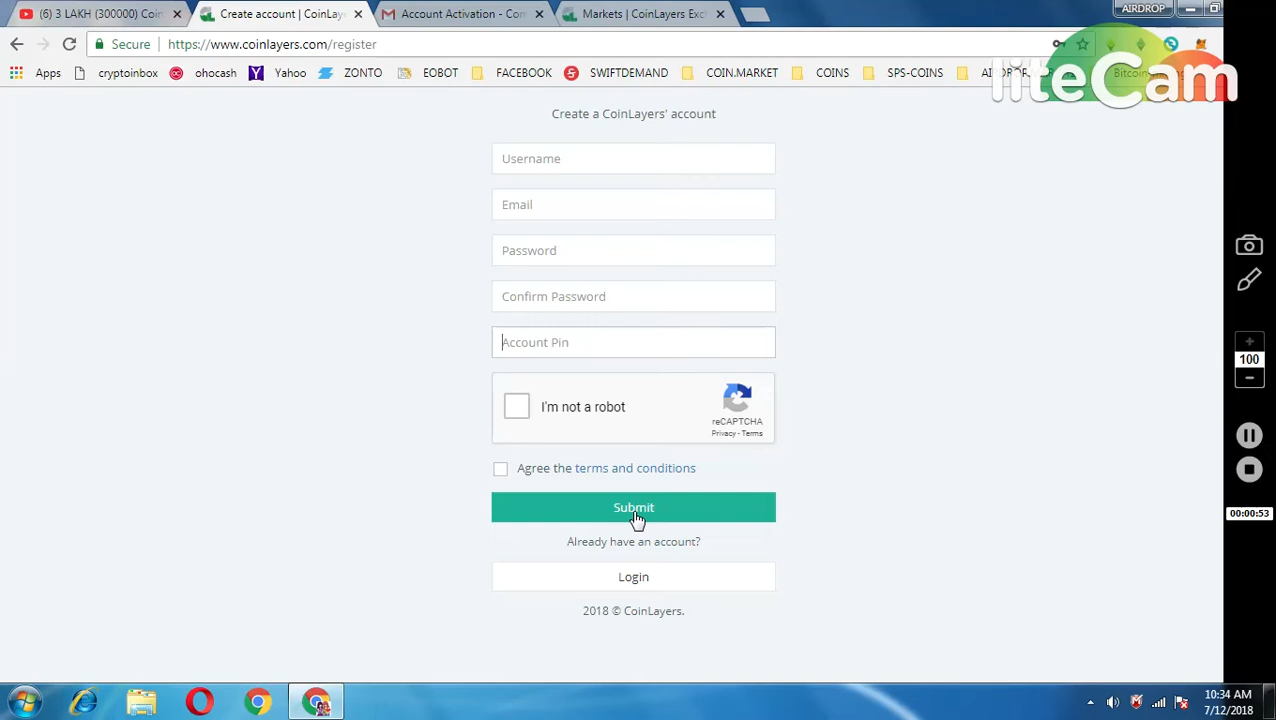 (6) 3 LAKH (300000) Coin
Create account | CoinLaye
Account Activation -
Markets | CoinLayers Exc
AIRDROP
Secure
https://www.coinlayers.com/register
Apps
cryptoinbox
ohocash
Yahoo
ZONTO
EOBOT
FACEBOOK
SWIFTDEMAND
COIN.MARKET
COINS
SPS-COINS
liteCam
Create a CoinLayers' account
Username
Email
Password
Confirm Password
Account Pin
I'm not a robot
reCAPTCHA
Privacy - Terms
Agree the terms and conditions
Submit
Already have an account?
Login
2018 © CoinLayers.
100
00:00:53
10:34 AM
7/12/2018